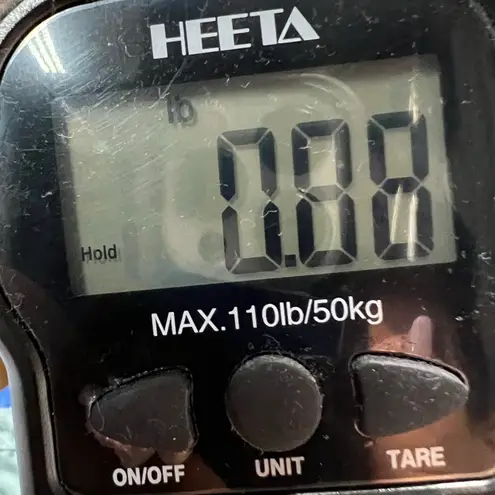 HEETA
lb
0.88
Hold
MAX.110lb/50kg
ON/OFF UNIT TARE